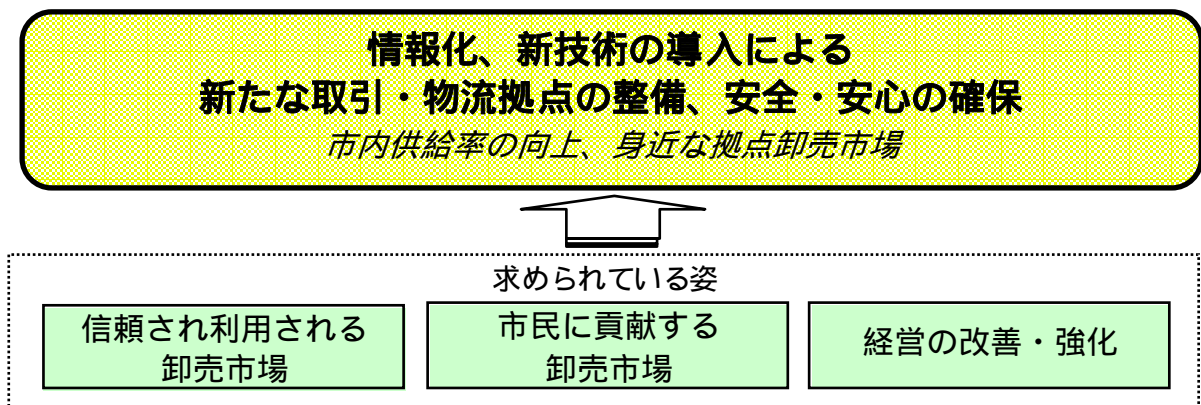 情報化、新技術の導入による
新たな取引・物流拠点の整備、安全・安心の確保
市内供給率の向上、身近な拠点卸売市場
求められている姿
信頼され利用される
卸売市場
市民に貢献する
卸売市場
経営の改善・強化